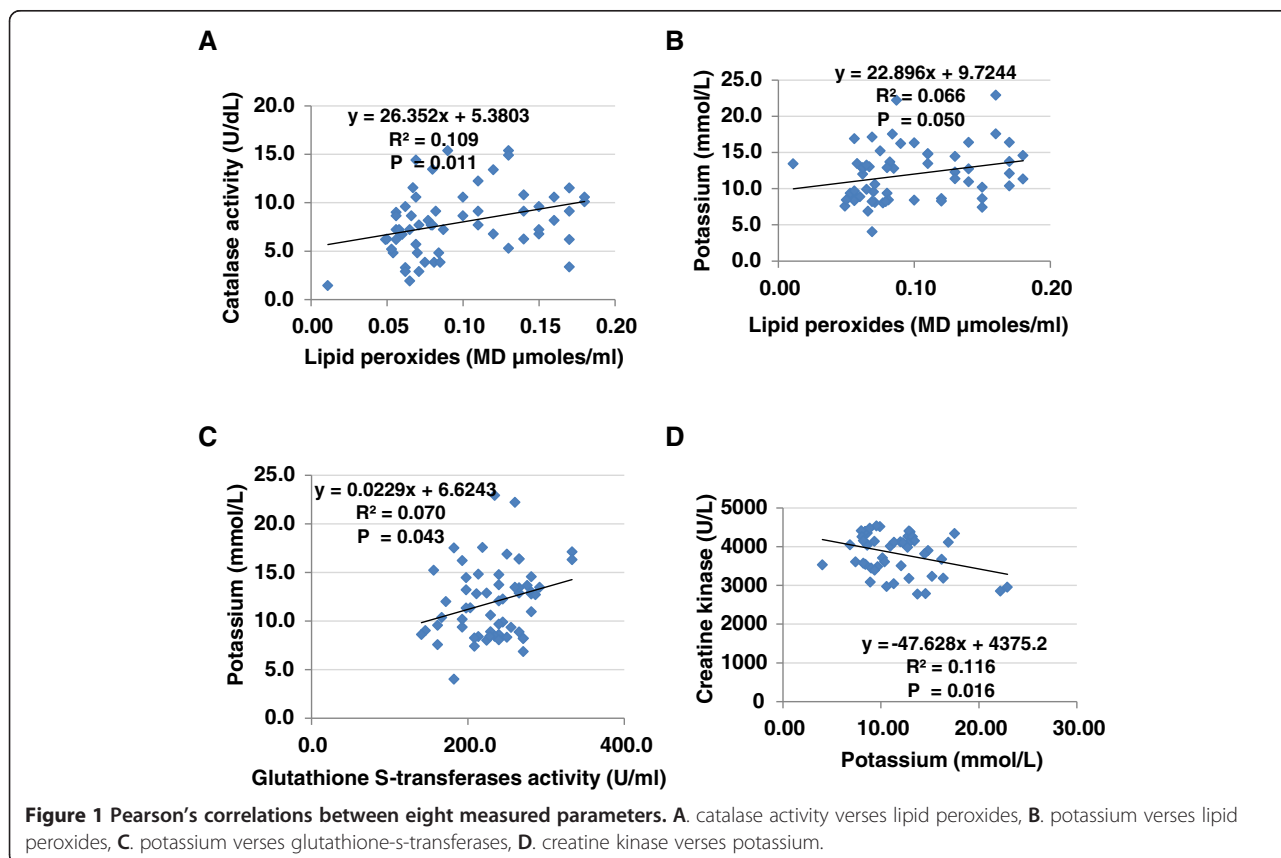 A
y = 26.352x + 5.3803
R² = 0.109
P = 0.011
20.0
15.0
10.0
5.0
0.0
Catalase activity (U/dL)
0.00 0.05 0.10 0.15 0.20
Lipid peroxides (MD µmoles/ml)
B
y = 22.896x + 9.7244
R² = 0.066
P = 0.050
25.0
20.0
15.0
10.0
5.0
0.0
Potassium (mmol/L)
0.00 0.10 0.20
Lipid peroxides (MD µmoles/ml)
C
y = 0.0229x + 6.6243
R² = 0.070
P = 0.043
25.0
20.0
15.0
10.0
5.0
0.0
Potassium (mmol/L)
0.0 200.0 400.0
Glutathione S-transferases activity (U/ml)
D
5000
4000
3000
2000
1000
0
Creatine kinase (U/L)
y = -47.628x + 4375.2
R² = 0.116
P = 0.016
0.00 10.00 20.00 30.00
Potassium (mmol/L)
Figure 1 Pearson's correlations between eight measured parameters. A. catalase activity verses lipid peroxides, B. potassium verses lipid
peroxides, C. potassium verses glutathione-s-transferases, D. creatine kinase verses potassium.